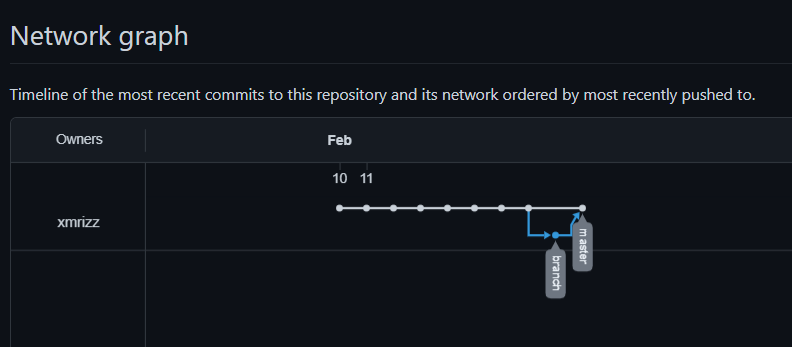 Network graph
Timeline of the most recent commits to this repository and its network ordered by most recently pushed to.
Owners
Feb
10 11
xmrizz
master
branch